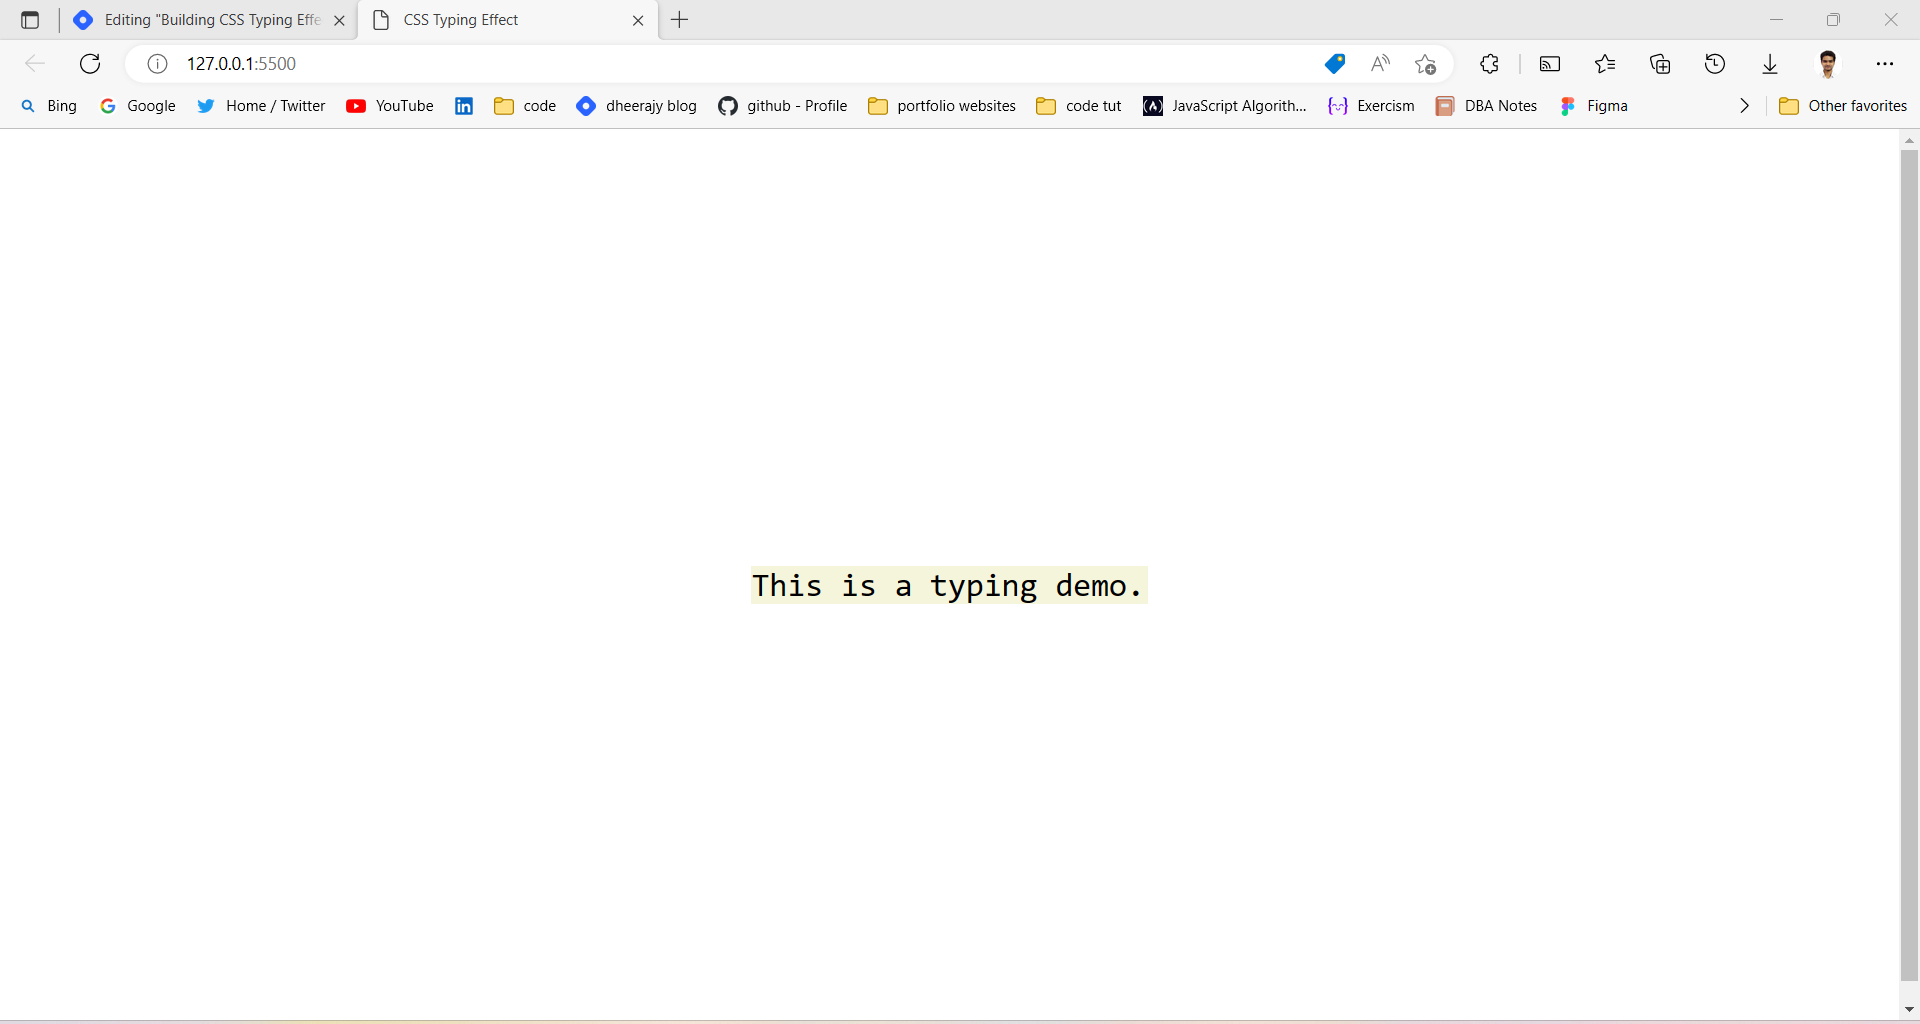 Editing "Building CSS Typing Effe
CSS Typing Effect
127.0.0.1:5500
Bing Google Home / Twitter YouTube code dheerajy blog github - Profile portfolio websites code tut JavaScript Algorith... Exercism DBA Notes Figma Other favorites
This is a typing demo.